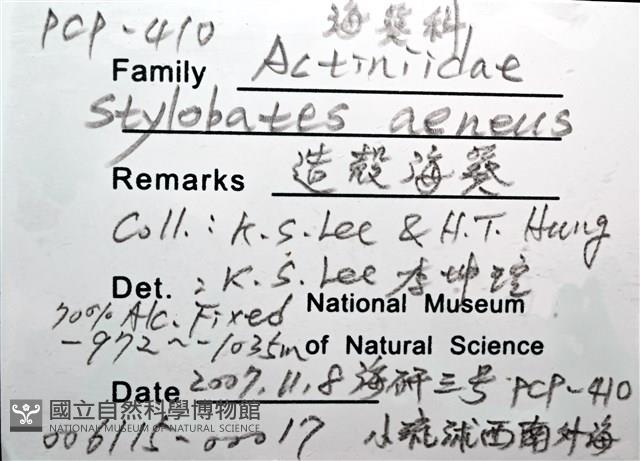 PCP-410 海葵科
Family Actiniidae
Stylobates aeneus
Remarks 造殼海葵
Coll.: K.S. Lee & H.T. Hung
Det.: K.S. Lee 李坤瑄
70% Alc. Fixed National Museum
-972~-1035m of Natural Science
Date 2007.11.8 海研三号 PCP-410
國立自然科學博物館
NATIONAL MUSEUM OF NATURAL SCIENCE
006115-00017 小琉球西南外海